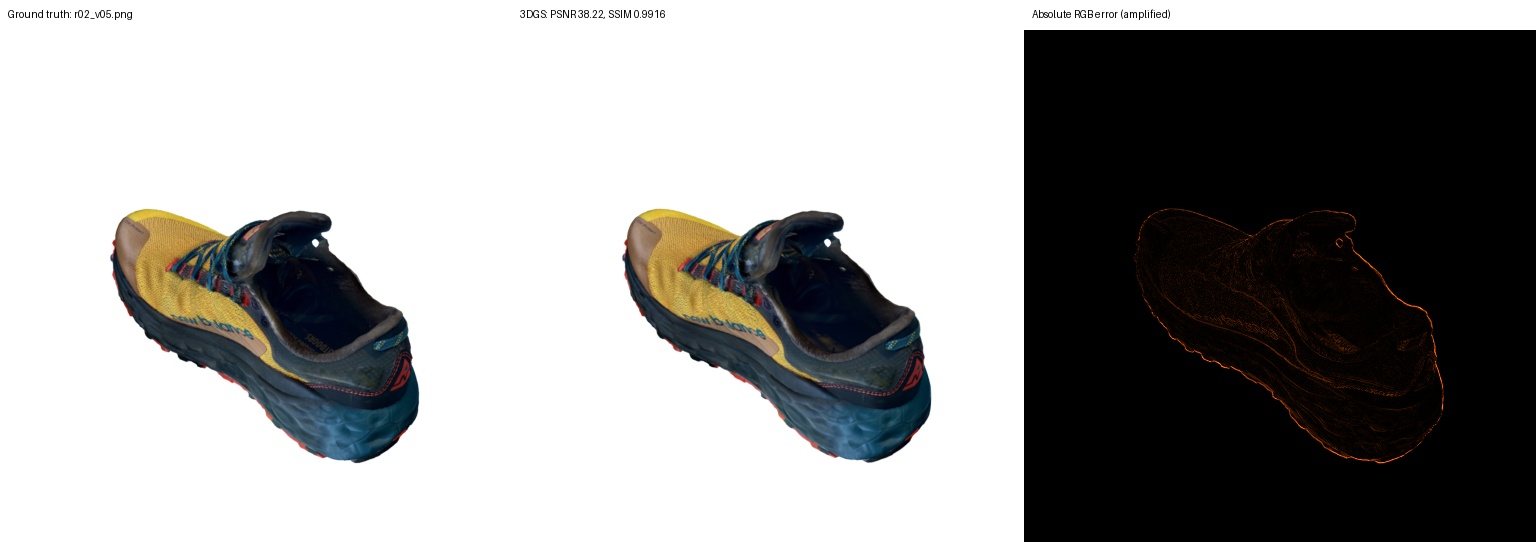 Ground truth: r02_v05.png
3DGS: PSNR 38.22, SSIM 0.9916
Absolute RGB error (amplified)